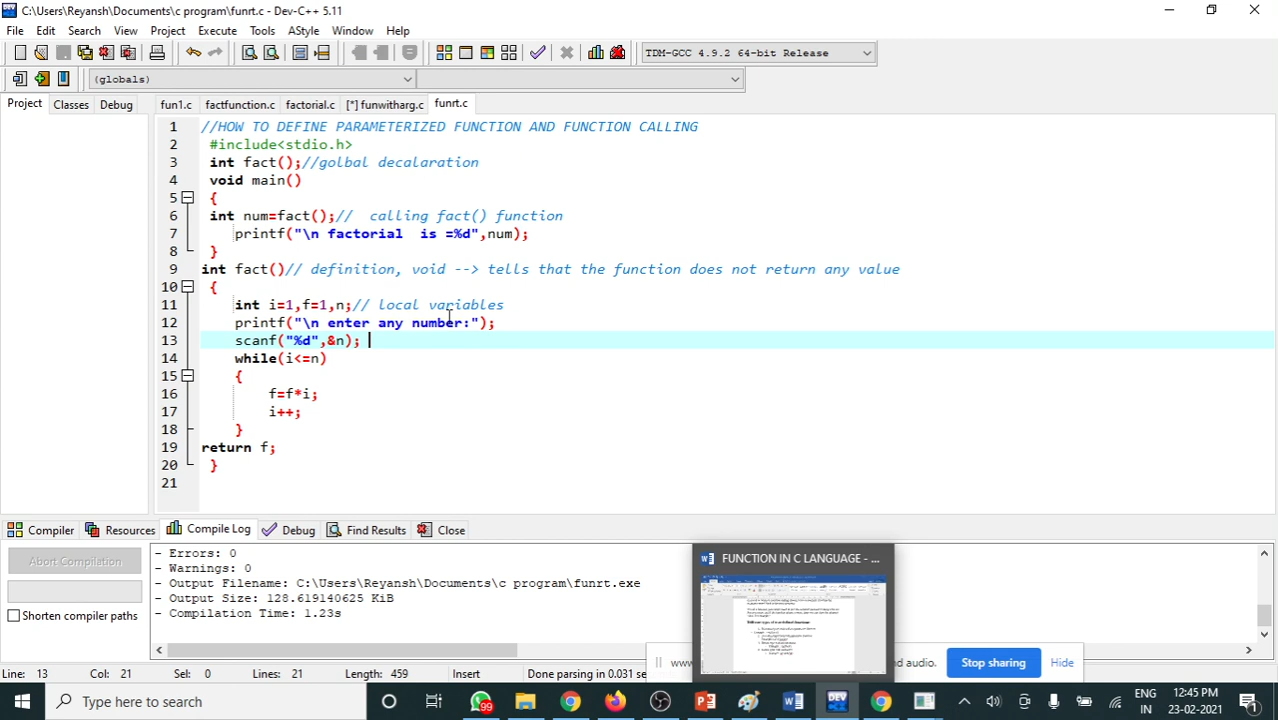 C:\Users\Reyansh\Documents\c program\funrt.c - Dev-C++ 5.11
File Edit Search View Project Execute Tools AStyle Window Help
TDM-GCC 4.9.2 64-bit Release
(globals)
Project Classes Debug fun1.c factfunction.c factorial.c [*] funwitharg.c funrt.c
1 //HOW TO DEFINE PARAMETERIZED FUNCTION AND FUNCTION CALLING
2 #include<stdio.h>
3 int fact();//golbal decalaration
4 void main()
5 {
6 int num=fact();// calling fact() function
7 printf("\n factorial is =%d",num);
8 }
9 int fact()// definition, void --> tells that the function does not return any value
10 {
11 int i=1,f=1,n;// local variables
12 printf("\n enter any number:");
13 scanf("%d",&n);
14 while(i<=n)
15 {
16 f=f*i;
17 i++;
18 }
19 return f;
20 }
21
Compiler Resources Compile Log Debug Find Results Close
Abort Compilation
Shorten compiler paths
- Errors: 0
- Warnings: 0
- Output Filename: C:\Users\Reyansh\Documents\c program\funrt.exe
- Output Size: 128.619140625 KiB
- Compilation Time: 1.23s
FUNCTION IN C LANGUAGE - ...
www
nd audio. Stop sharing Hide
Line: 13 Col: 21 Sel: 0 Lines: 21 Length: 459 Insert Done parsing in 0.031 se
Type here to search
99
DEV
ENG
IN
12:45 PM
23-02-2021
1